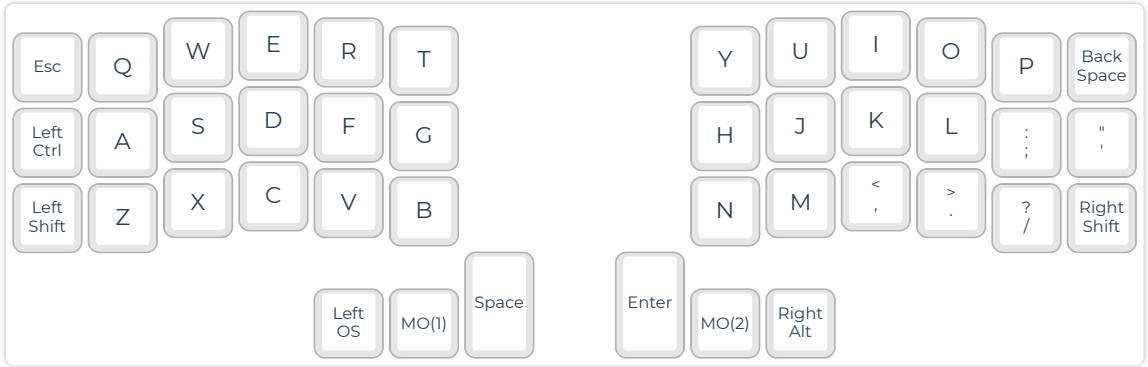 Esc Q W E R T Y U I O P Back
Space
Left
Ctrl A S D F G H J K L :
; "
'
Left
Shift Z X C V B N M <
, >
. ?
/ Right
Shift
Left
OS MO(1) Space Enter MO(2) Right
Alt